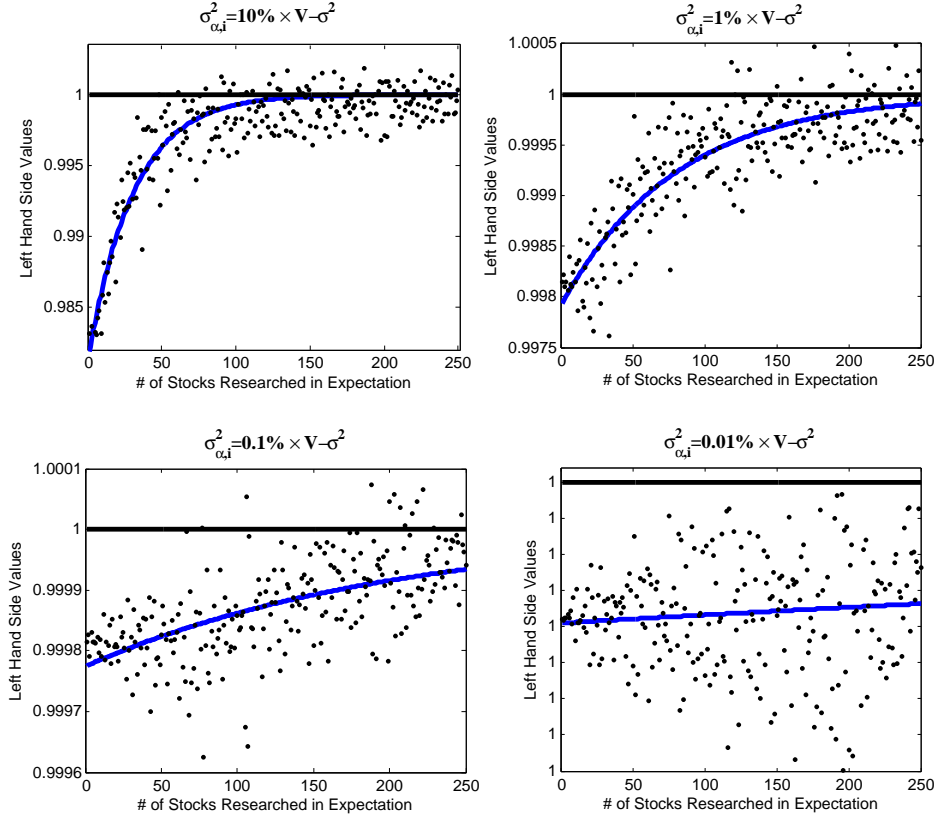 σ²α,i=10% × V−σ²
Left Hand Side Values
1
0.995
0.99
0.985
0 50 100 150 200 250
# of Stocks Researched in Expectation
σ²α,i=1% × V−σ²
Left Hand Side Values
1.0005
1
0.9995
0.999
0.9985
0.998
0.9975
0 50 100 150 200 250
# of Stocks Researched in Expectation
σ²α,i=0.1% × V−σ²
Left Hand Side Values
1.0001
1
0.9999
0.9998
0.9997
0.9996
0 50 100 150 200 250
# of Stocks Researched in Expectation
σ²α,i=0.01% × V−σ²
Left Hand Side Values
1
1
1
1
1
1
1
1
1
0 50 100 150 200 250
# of Stocks Researched in Expectation